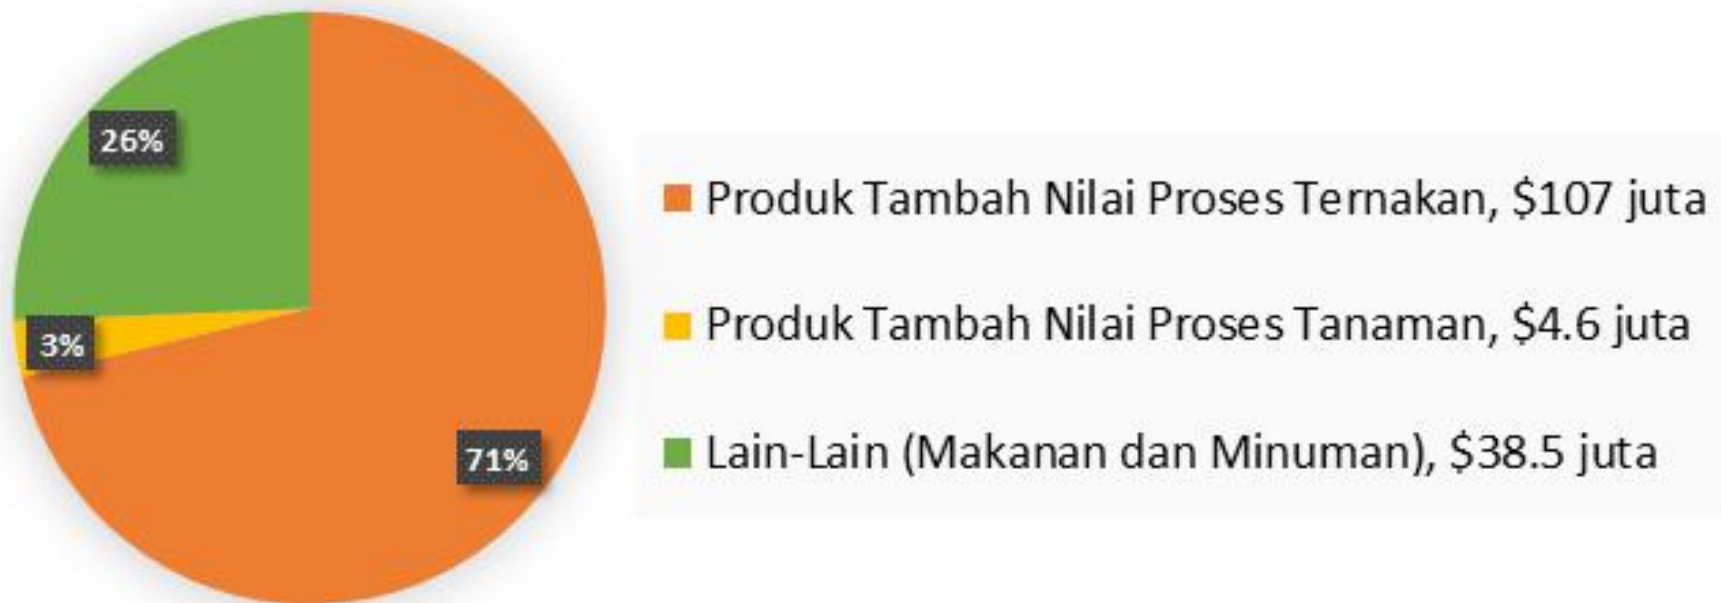 26%
3%
71%
Produk Tambah Nilai Proses Ternakan, $107 juta
Produk Tambah Nilai Proses Tanaman, $4.6 juta
Lain-Lain (Makanan dan Minuman), $38.5 juta